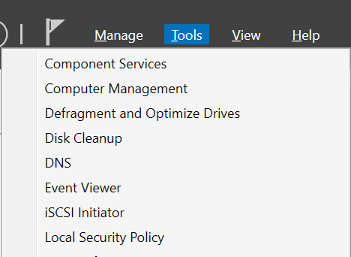 Manage Tools View Help
Component Services
Computer Management
Defragment and Optimize Drives
Disk Cleanup
DNS
Event Viewer
iSCSI Initiator
Local Security Policy